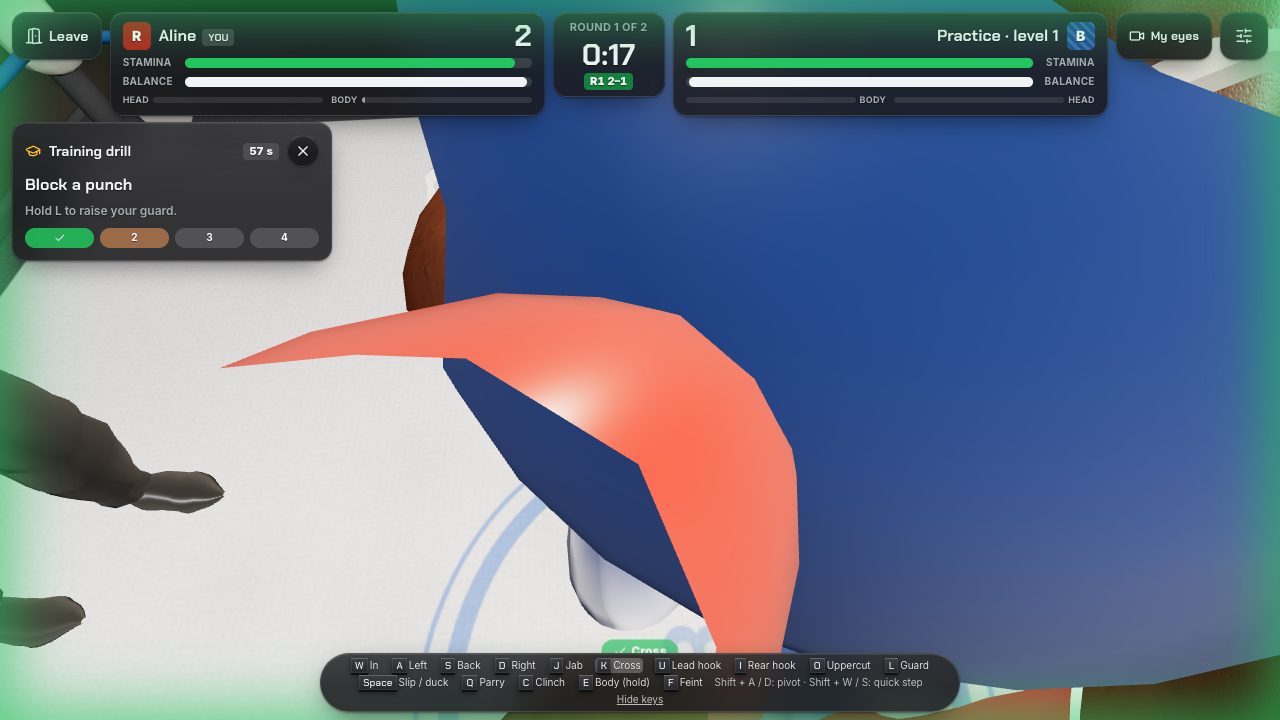 Leave
R Aline YOU 2
STAMINA
BALANCE
HEAD BODY
ROUND 1 OF 2
0:17
R1 2–1
1 Practice · level 1 B
STAMINA
BALANCE
BODY HEAD
My eyes
Training drill 57 s
Block a punch
Hold L to raise your guard.
2 3 4
Cross
W In A Left S Back D Right J Jab K Cross U Lead hook I Rear hook O Uppercut L Guard
Space Slip / duck Q Parry C Clinch E Body (hold) F Feint Shift + A / D: pivot · Shift + W / S: quick step
Hide keys